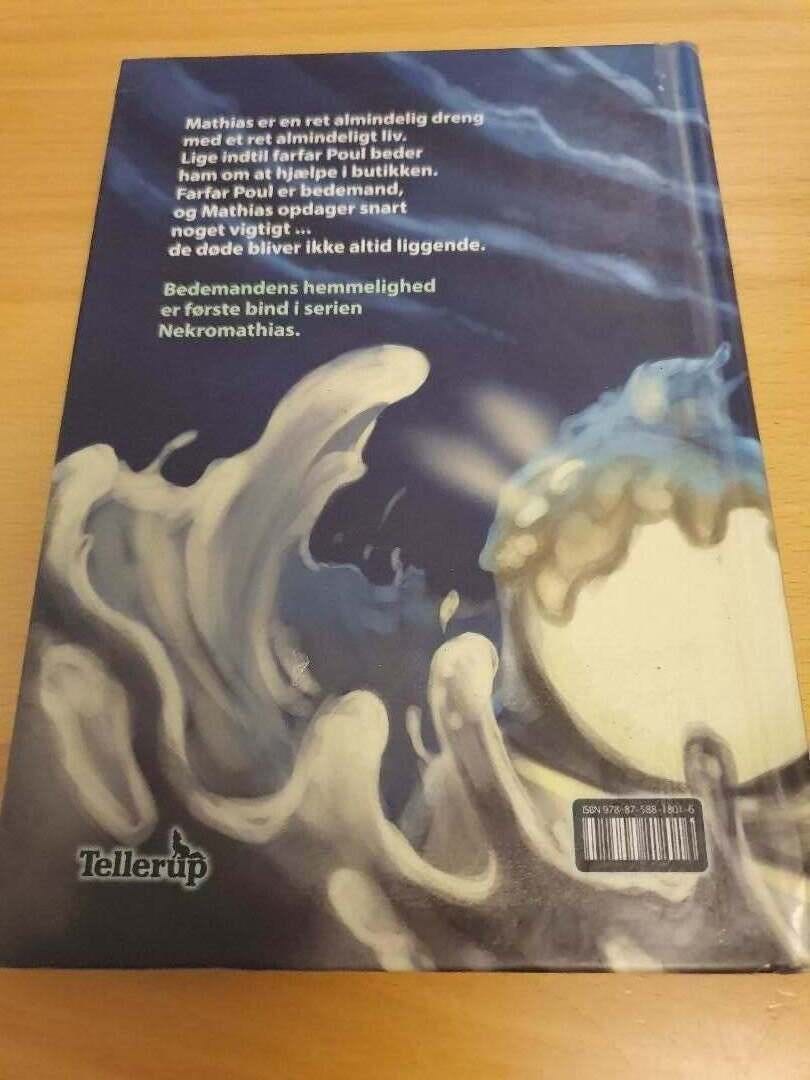 Mathias er en ret almindelig dreng
med et ret almindeligt liv.
Lige indtil farfar Poul beder
ham om at hjælpe i butikken.
Farfar Poul er bedemand,
og Mathias opdager snart
noget vigtigt ...
de døde bliver ikke altid liggende.
Bedemandens hemmelighed
er første bind i serien
Nekromathias.
ISBN 978-87-588-1801-6
Tellerup